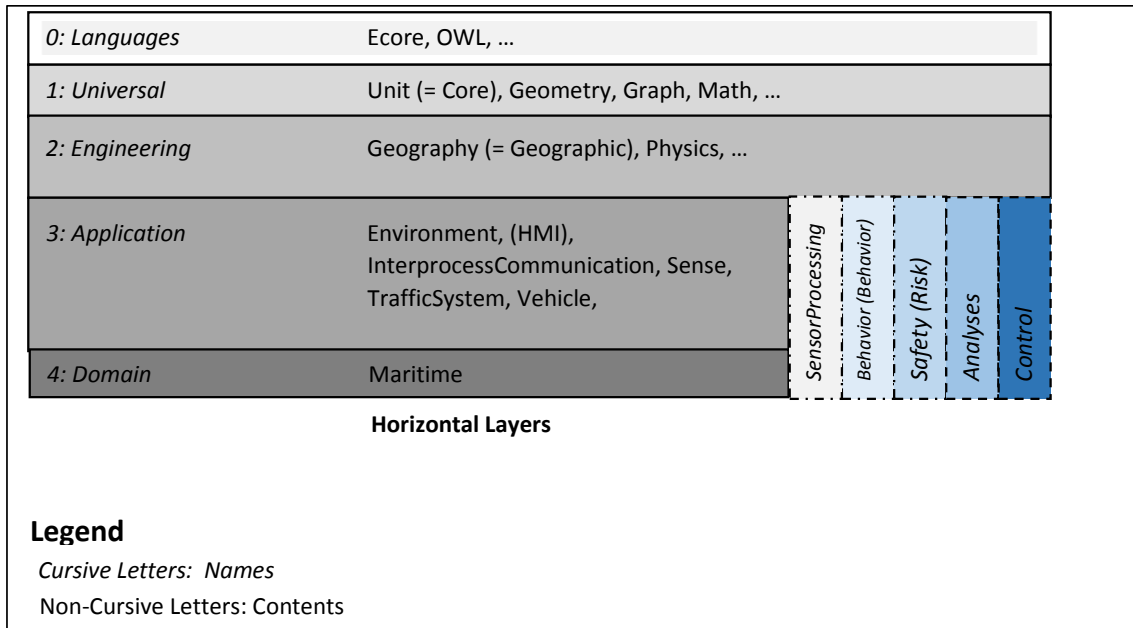 0: Languages Ecore, OWL, …
1: Universal Unit (= Core), Geometry, Graph, Math, …
2: Engineering Geography (= Geographic), Physics, …
3: Application Environment, (HMI),
InterprocessCommunication, Sense,
TrafficSystem, Vehicle,
4: Domain Maritime
SensorProcessing
Behavior (Behavior)
Safety (Risk)
Analyses
Control
Horizontal Layers
Legend
Cursive Letters: Names
Non-Cursive Letters: Contents